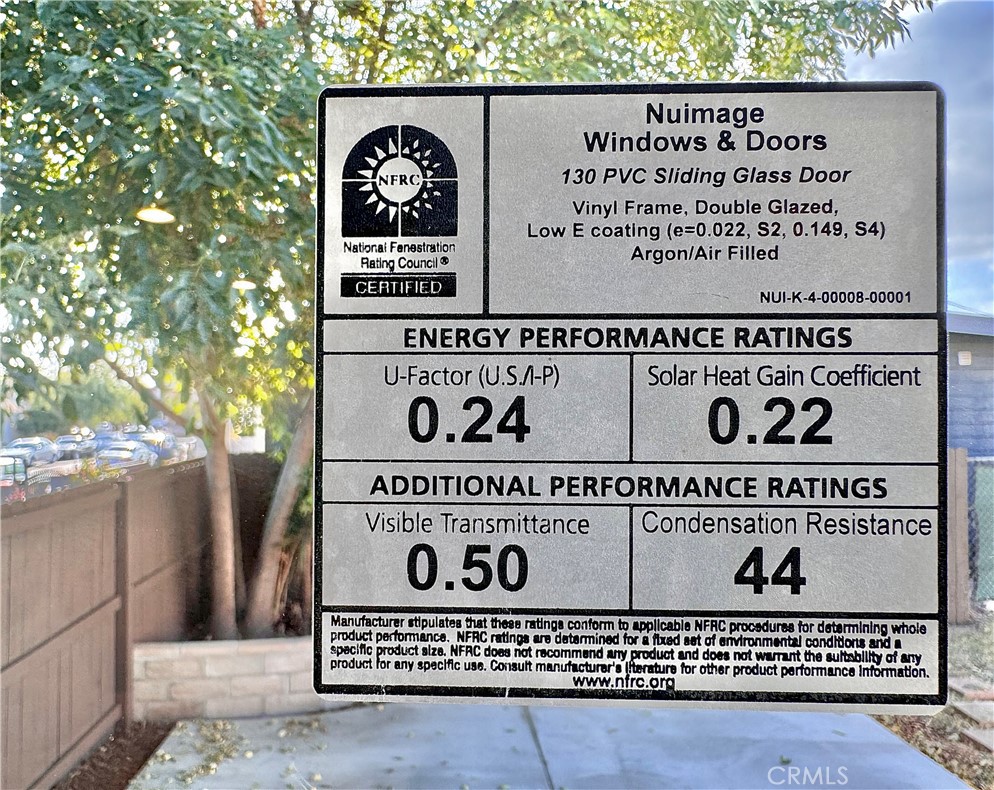 NFRC
National Fenestration
Rating Council ®
CERTIFIED
Nuimage
Windows & Doors
130 PVC Sliding Glass Door
Vinyl Frame, Double Glazed,
Low E coating (e=0.022, S2, 0.149, S4)
Argon/Air Filled
NUI-K-4-00008-00001
ENERGY PERFORMANCE RATINGS
U-Factor (U.S./I-P)
0.24
Solar Heat Gain Coefficient
0.22
ADDITIONAL PERFORMANCE RATINGS
Visible Transmittance
0.50
Condensation Resistance
44
Manufacturer stipulates that these ratings conform to applicable NFRC procedures for determining whole
product performance. NFRC ratings are determined for a fixed set of environmental conditions and a
specific product size. NFRC does not recommend any product and does not warrant the suitability of any
product for any specific use. Consult manufacturer's literature for other product performance information.
www.nfrc.org
CRMLS